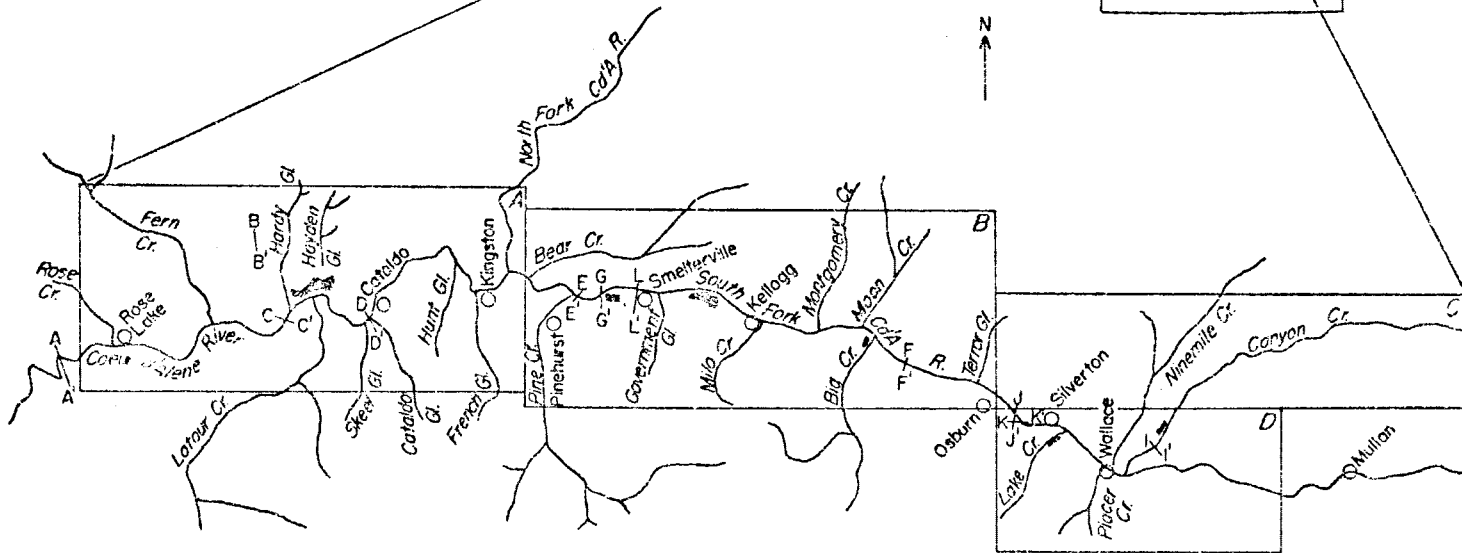 N
North Fork Cd'A R.
A
B
C
D
Fern Cr.
B
B'
Hardy Gl.
Hayden Gl.
Rose Cr.
Rose Lake
A
A'
Coeur d'Alene River
C
C'
D
D'
Cataldo
Hunt Gl.
Kingston
Latour Cr.
Skeel Gl.
Cataldo Gl.
French Gl.
Bear Cr.
E
E'
G
G'
L
L'
Smelterville
South Fork Cd'A R.
Pine Cr.
Pinehurst
Government Gl.
Kellogg
Milo Cr.
Montgomery Cr.
Moon Cr.
Big Cr.
F
F'
Terror Gl.
Osburn
K
K'
J
J'
Silverton
Lake Cr.
Ninemile Cr.
Canyon Cr.
Wallace
I
I'
Placer Cr.
Mullan